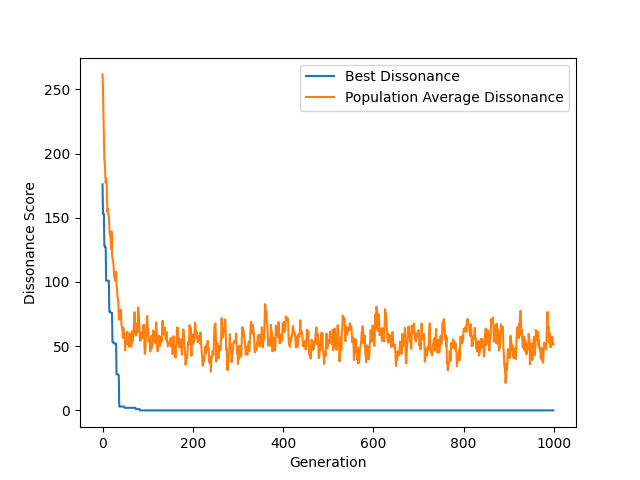 Best Dissonance
Population Average Dissonance
250
200
150
100
50
0
Dissonance Score
0 200 400 600 800 1000
Generation